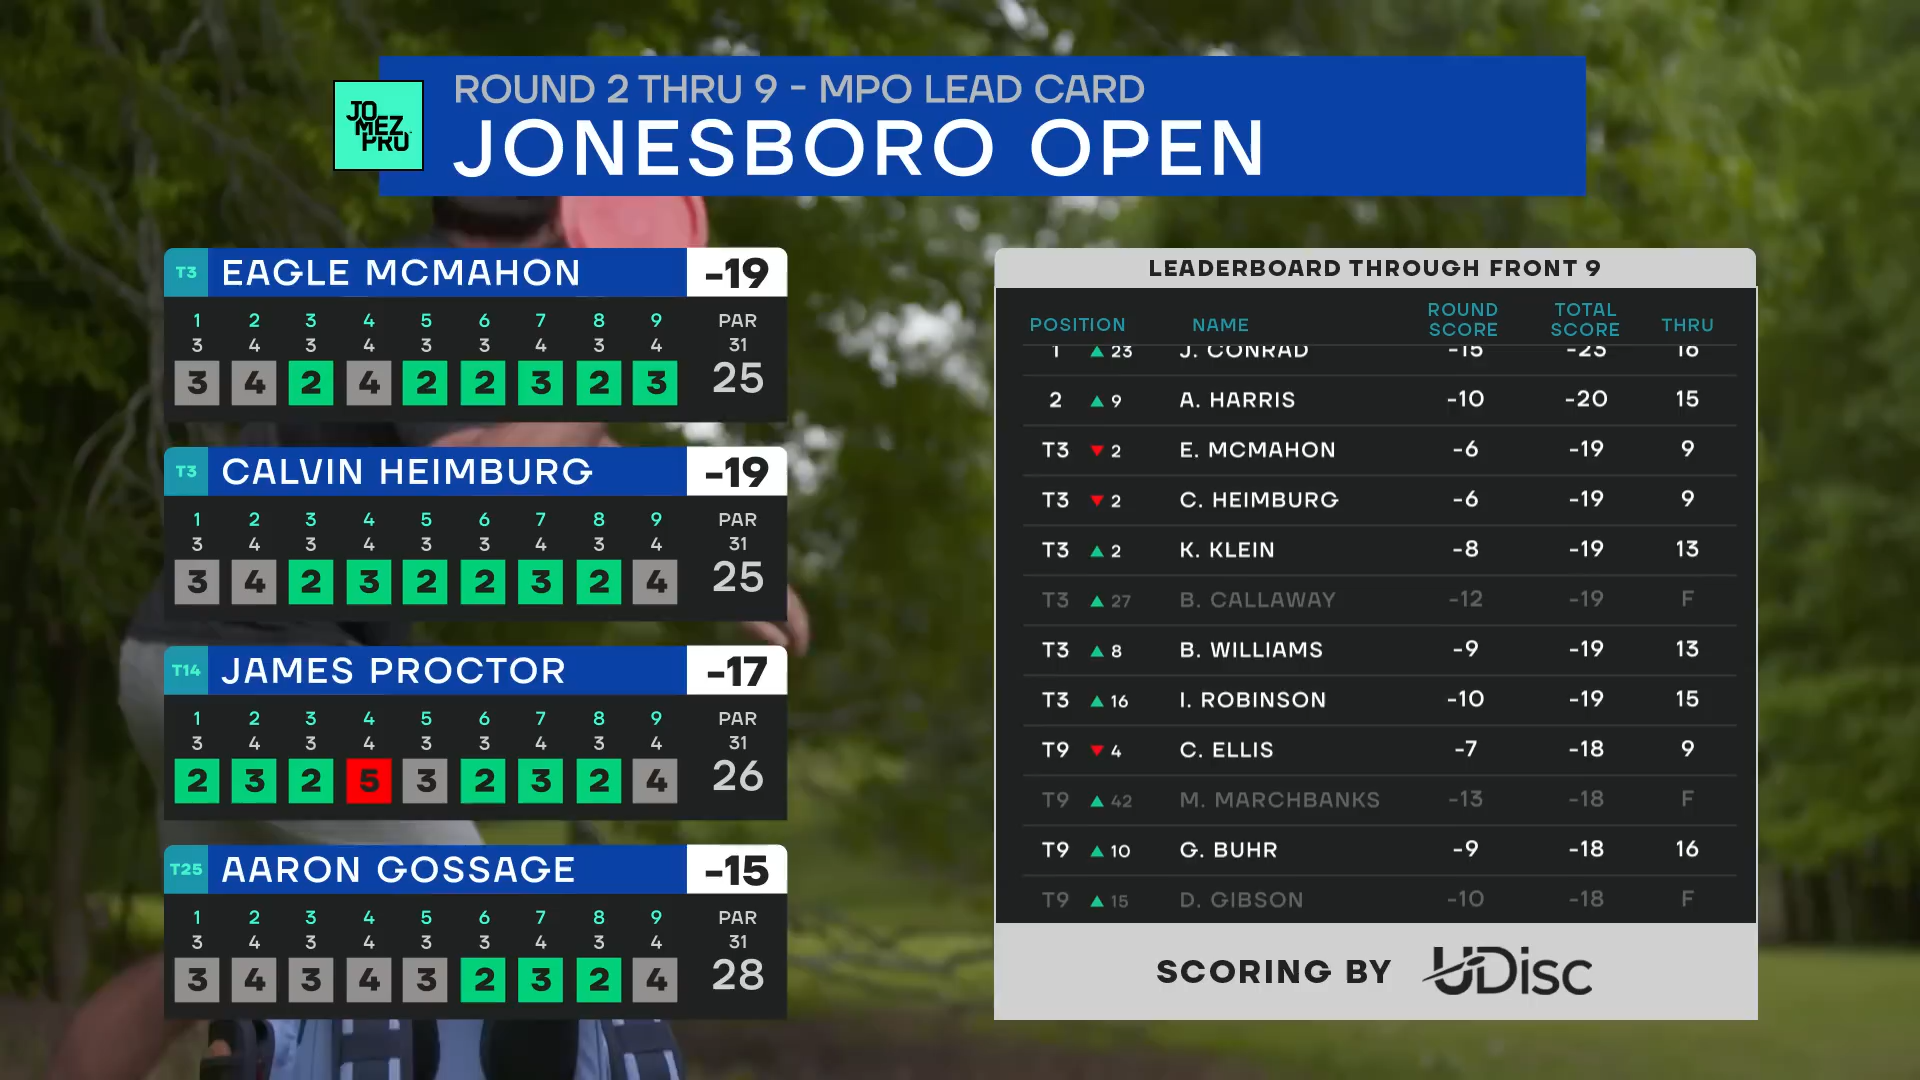 JOMEZ PRO
ROUND 2 THRU 9 - MPO LEAD CARD
JONESBORO OPEN
T3 EAGLE MCMAHON -19
1 2 3 4 5 6 7 8 9 PAR
3 4 3 4 3 3 4 3 4 31
3 4 2 4 2 2 3 2 3 25
T3 CALVIN HEIMBURG -19
1 2 3 4 5 6 7 8 9 PAR
3 4 3 4 3 3 4 3 4 31
3 4 2 3 2 2 3 2 4 25
T14 JAMES PROCTOR -17
1 2 3 4 5 6 7 8 9 PAR
3 4 3 4 3 3 4 3 4 31
2 3 2 5 3 2 3 2 4 26
T25 AARON GOSSAGE -15
1 2 3 4 5 6 7 8 9 PAR
3 4 3 4 3 3 4 3 4 31
3 4 3 4 3 2 3 2 4 28
LEADERBOARD THROUGH FRONT 9
POSITION NAME ROUND SCORE TOTAL SCORE THRU
1 ▲ 23 J. CONRAD -15 -23 16
2 ▲ 9 A. HARRIS -10 -20 15
T3 ▼ 2 E. MCMAHON -6 -19 9
T3 ▼ 2 C. HEIMBURG -6 -19 9
T3 ▲ 2 K. KLEIN -8 -19 13
T3 ▲ 27 B. CALLAWAY -12 -19 F
T3 ▲ 8 B. WILLIAMS -9 -19 13
T3 ▲ 16 I. ROBINSON -10 -19 15
T9 ▼ 4 C. ELLIS -7 -18 9
T9 ▲ 42 M. MARCHBANKS -13 -18 F
T9 ▲ 10 G. BUHR -9 -18 16
T9 ▲ 15 D. GIBSON -10 -18 F
SCORING BY UDisc